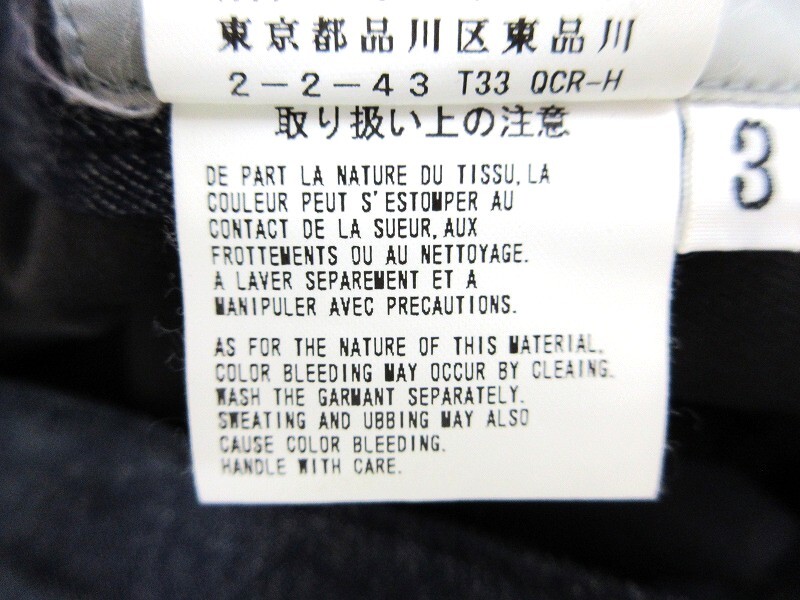 東京都品川区東品川
2-2-43 T33 QCR-H
取り扱い上の注意
3
DE PART LA NATURE DU TISSU,LA
COULEUR PEUT S'ESTOMPER AU
CONTACT DE LA SUEUR,AUX
FROTTEMENTS OU AU NETTOYAGE.
A LAVER SEPAREMENT ET A
MANIPULER AVEC PRECAUTIONS.
AS FOR THE NATURE OF THIS MATERIAL,
COLOR BLEEDING MAY OCCUR BY CLEAING.
WASH THE GARMANT SEPARATELY.
SWEATING AND UBBING MAY ALSO
CAUSE COLOR BLEEDING.
HANDLE WITH CARE.